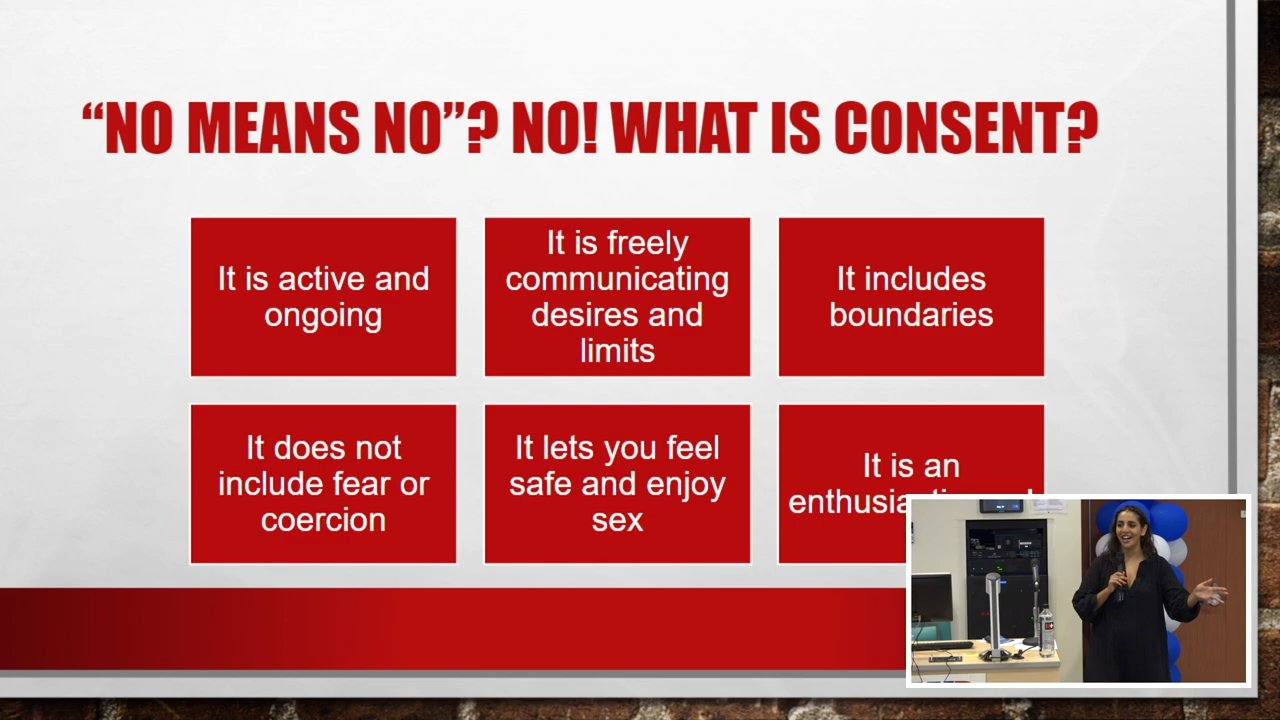 “NO MEANS NO”? NO! WHAT IS CONSENT?
It is active and
ongoing
It is freely
communicating
desires and
limits
It includes
boundaries
It does not
include fear or
coercion
It lets you feel
safe and enjoy
sex
It is an